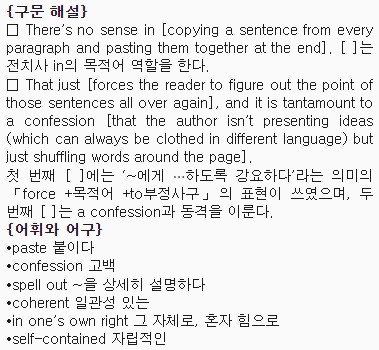 {구문 해설}
□ There's no sense in [copying a sentence from every
paragraph and pasting them together at the end]. [ ]는
전치사 in의 목적어 역할을 한다.
□ That just [forces the reader to figure out the point of
those sentences all over again], and it is tantamount to
a confession [that the author isn't presenting ideas
(which can always be clothed in different language) but
just shuffling words around the page].
첫 번째 [ ]에는 '~에게 …하도록 강요하다'라는 의미의
「force +목적어 +to부정사구」의 표현이 쓰였으며, 두
번째 [ ]는 a confession과 동격을 이룬다.
{어휘와 어구}
•paste 붙이다
•confession 고백
•spell out ~을 상세히 설명하다
•coherent 일관성 있는
•in one's own right 그 자체로, 혼자 힘으로
•self-contained 자립적인